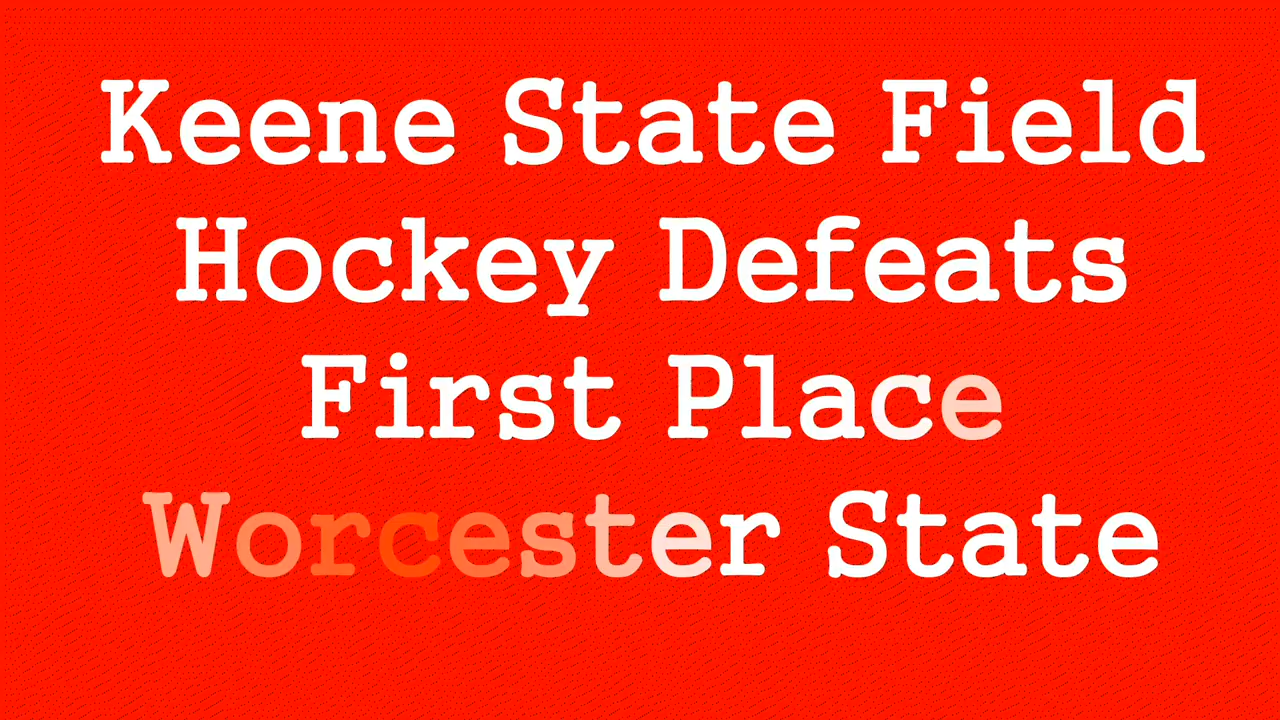 Keene State Field
Hockey Defeats
First Place
Worcester State